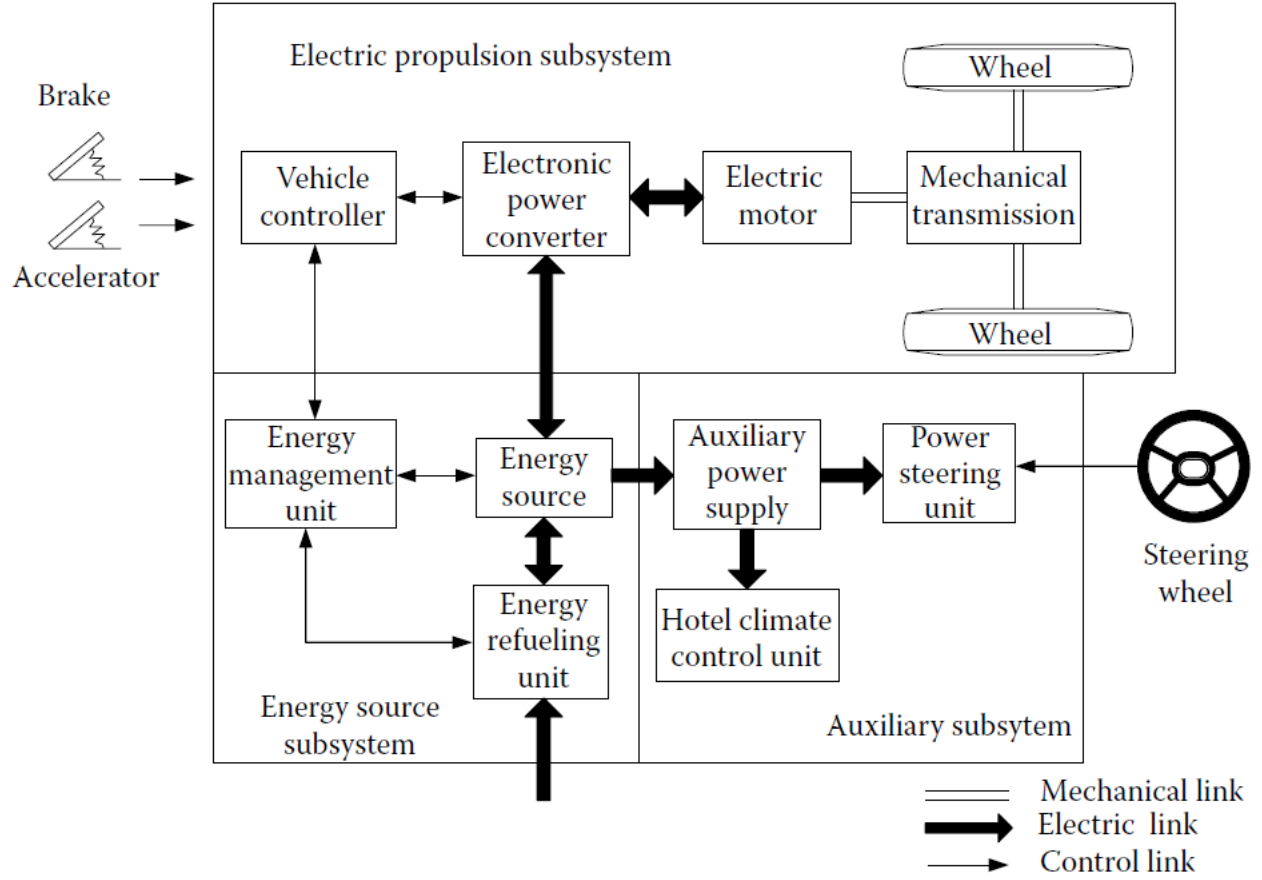 Electric propulsion subsystem
Wheel
Brake
Vehicle
controller
Electronic
power
converter
Electric
motor
Mechanical
transmission
Accelerator
Wheel
Energy
management
unit
Energy
source
Auxiliary
power
supply
Power
steering
unit
Steering
wheel
Energy
refueling
unit
Hotel climate
control unit
Energy source
subsystem
Auxiliary subsytem
Mechanical link
Electric link
Control link